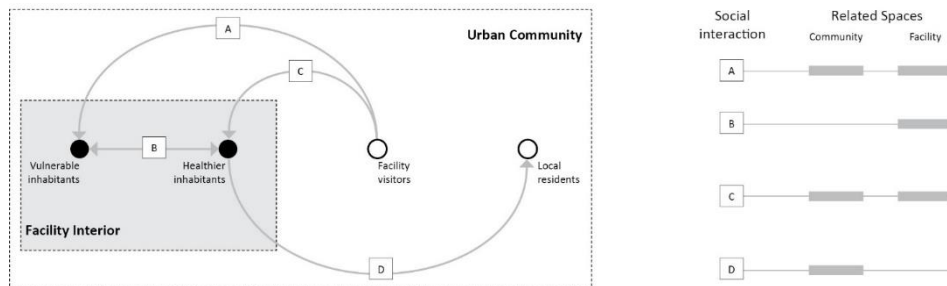 A
Urban Community
C
B
Vulnerable
inhabitants
Healthier
inhabitants
Facility
visitors
Local
residents
Facility Interior
D
Social
interaction
Related Spaces
Community
Facility
A
B
C
D